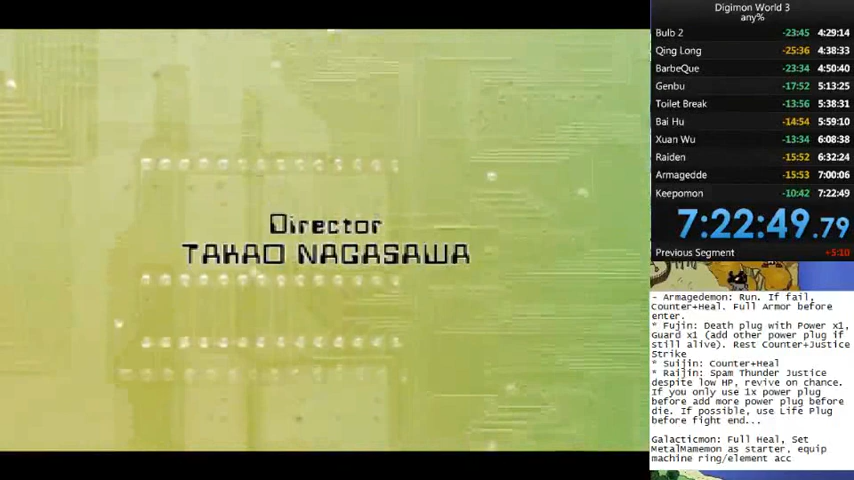 Director
TAKAO NAGASAWA
Digimon World 3
any%
Bulb 2 -23:45 4:29:14
Qing Long -25:36 4:38:33
BarbeQue -23:34 4:50:40
Genbu -17:52 5:13:25
Toilet Break -13:56 5:38:31
Bai Hu -14:54 5:59:10
Xuan Wu -13:34 6:08:38
Raiden -15:52 6:32:24
Armagedde -15:53 7:00:06
Keepomon -10:42 7:22:49
7:22:49.79
Previous Segment +5:10
- Armagedemon: Run. If fail,
Counter+Heal. Full Armor before
enter.
* Fujin: Death plug with Power x1,
Guard x1 (add other power plug if
still alive). Rest Counter+Justice
Strike
* Suijin: Counter+Heal
* Raijin: Spam Thunder Justice
despite low HP, revive on chance.
If you only use 1x power plug
before add more power plug before
die. If possible, use Life Plug
before fight end...
Galacticmon: Full Heal, Set
MetalMamemon as starter, equip
machine ring/element acc